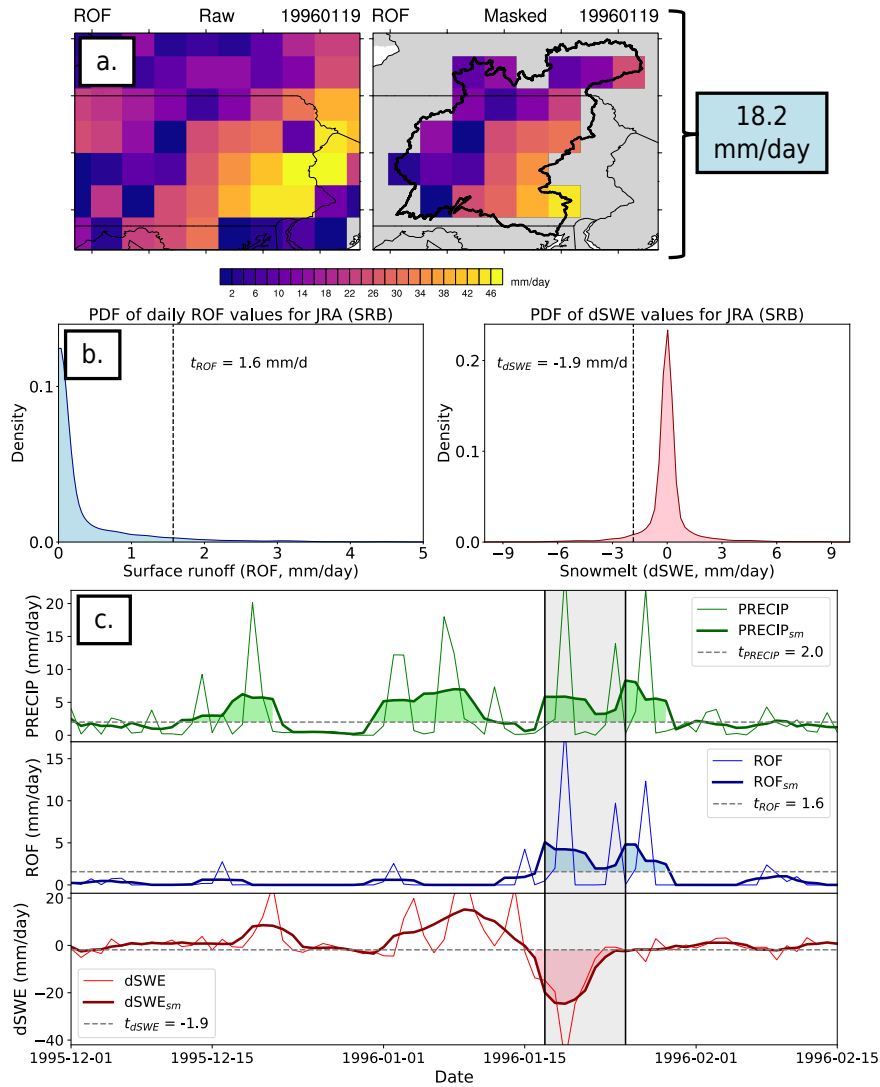 ROF Raw 19960119
ROF Masked 19960119
a.
18.2
mm/day
2 6 10 14 18 22 26 30 34 38 42 46 mm/day
PDF of daily ROF values for JRA (SRB)
b.
t_ROF = 1.6 mm/d
0.1
0.0
Density
0 1 2 3 4 5
Surface runoff (ROF, mm/day)
PDF of dSWE values for JRA (SRB)
t_dSWE = -1.9 mm/d
0.2
0.1
0.0
Density
−9 −6 −3 0 3 6 9
Snowmelt (dSWE, mm/day)
c.
PRECIP (mm/day)
20
15
10
5
0
PRECIP
PRECIP_sm
t_PRECIP = 2.0
ROF (mm/day)
15
10
5
0
ROF
ROF_sm
t_ROF = 1.6
dSWE (mm/day)
20
0
−20
−40
dSWE
dSWE_sm
t_dSWE = -1.9
1995-12-01 1995-12-15 1996-01-01 1996-01-15 1996-02-01 1996-02-15
Date